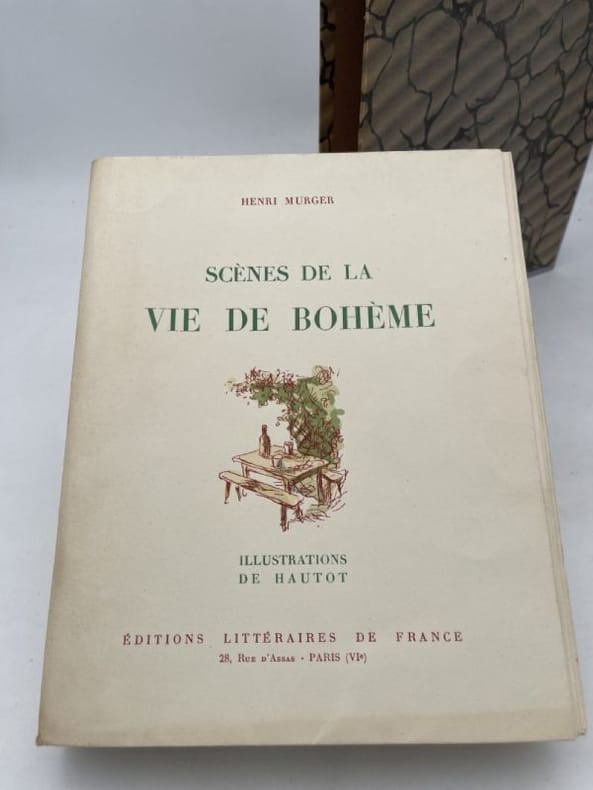 HENRI MURGER
SCÈNES DE LA
VIE DE BOHÈME
ILLUSTRATIONS
DE HAUTOT
ÉDITIONS LITTÉRAIRES DE FRANCE
28, RUE D'ASSAS - PARIS (VIe)